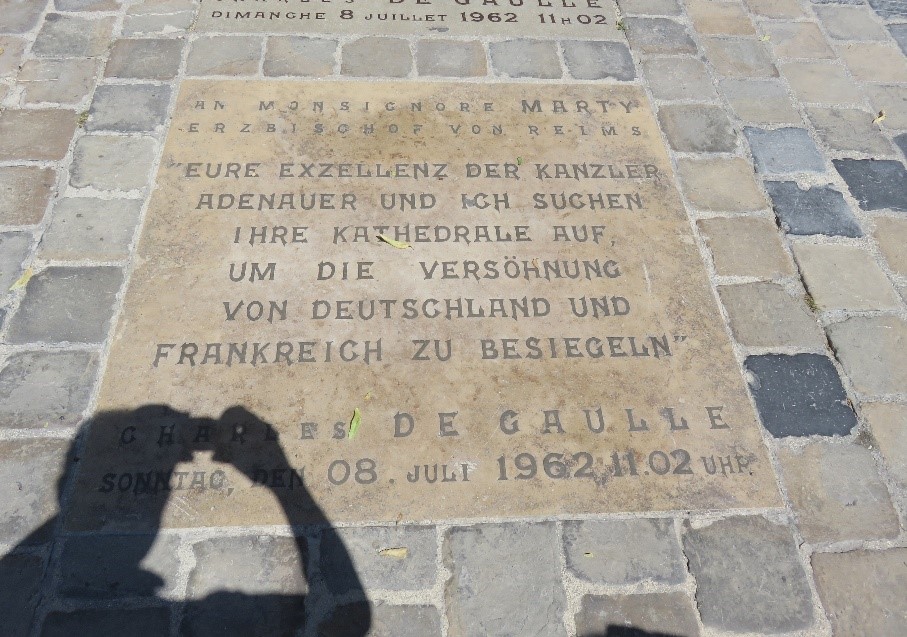 DE GAULLE
DIMANCHE 8 JUILLET 1962 11H02
AN MONSIGNORE MARTY
ERZBISCHOF VON REIMS
"EURE EXZELLENZ DER KANZLER
ADENAUER UND ICH SUCHEN
IHRE KATHEDRALE AUF,
UM DIE VERSÖHNUNG
VON DEUTSCHLAND UND
FRANKREICH ZU BESIEGELN"
CHARLES DE GAULLE
SONNTAG, DEN 08. JULI 1962.11.02 UHR.